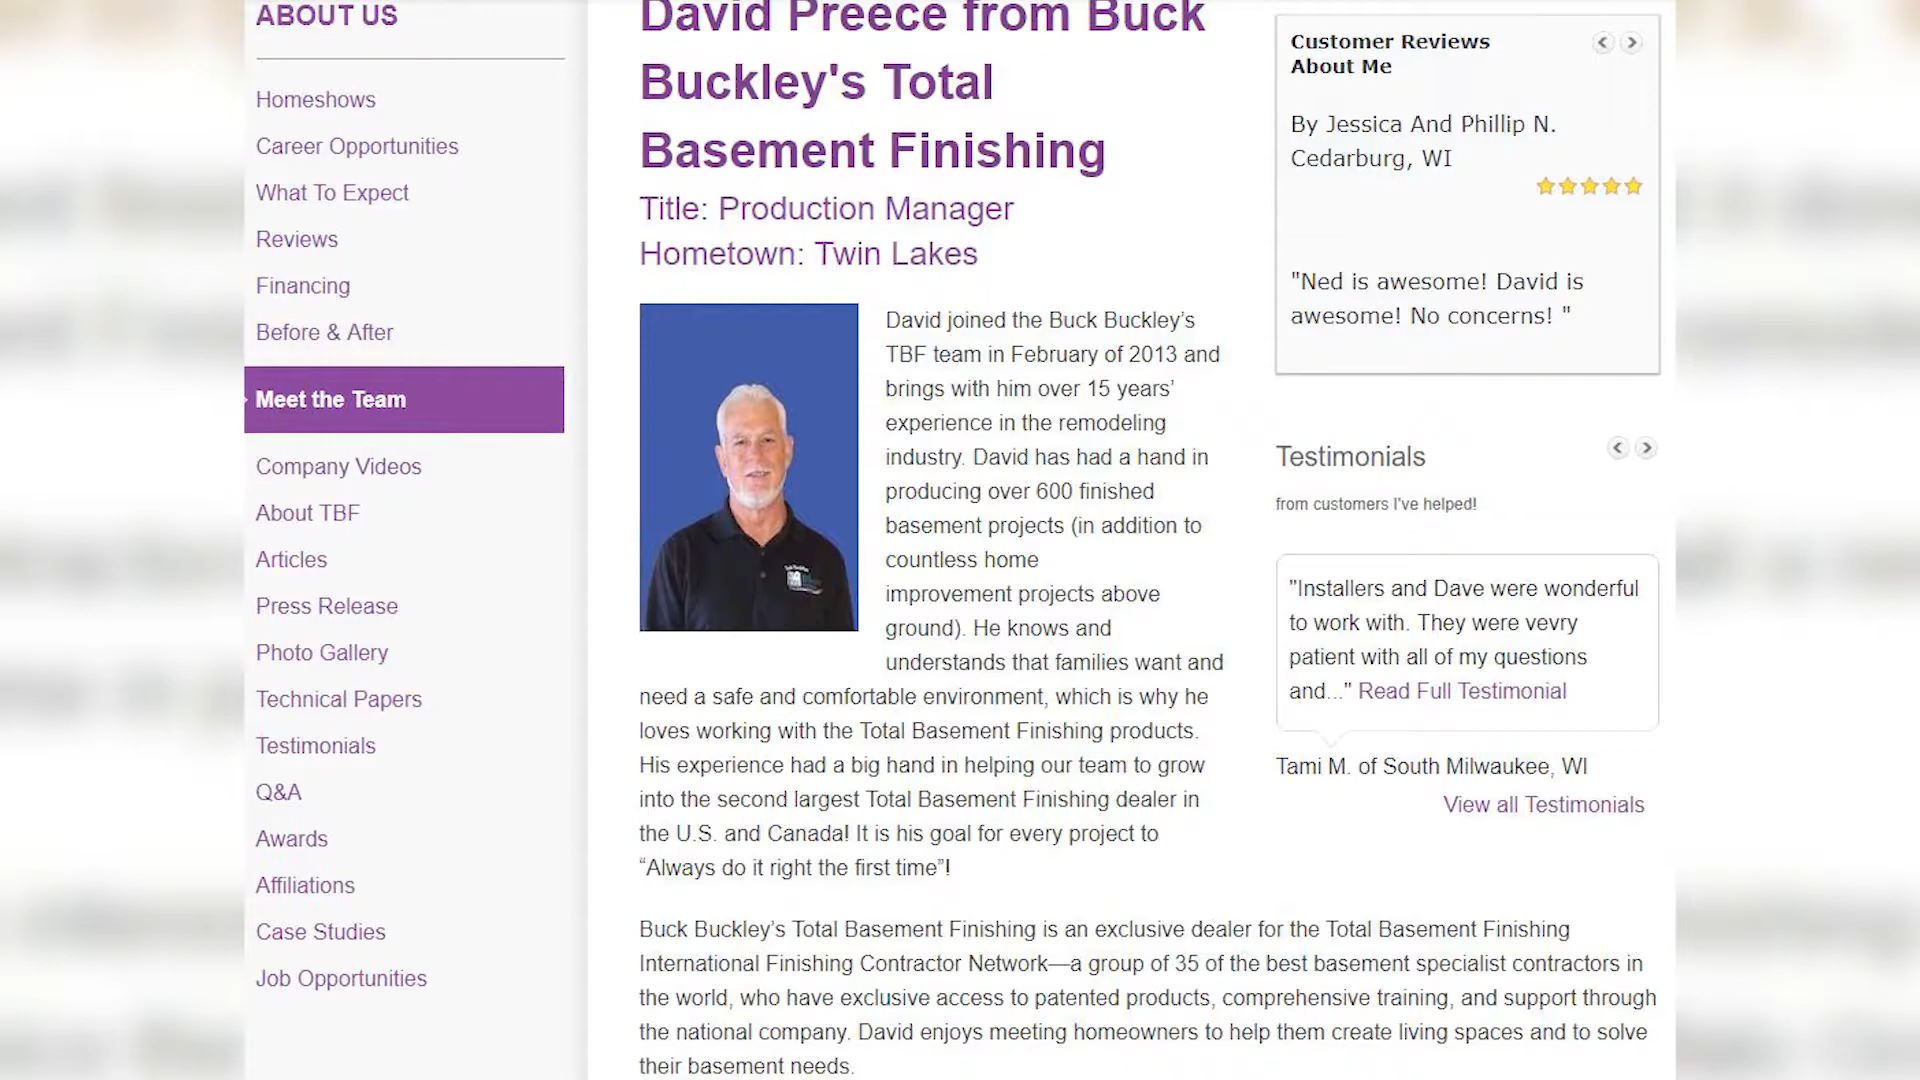 ABOUT US
Homeshows
Career Opportunities
What To Expect
Reviews
Financing
Before & After
Meet the Team
Company Videos
About TBF
Articles
Press Release
Photo Gallery
Technical Papers
Testimonials
Q&A
Awards
Affiliations
Case Studies
Job Opportunities
David Preece from Buck
Buckley's Total
Basement Finishing
Title: Production Manager
Hometown: Twin Lakes
David joined the Buck Buckley’s
TBF team in February of 2013 and
brings with him over 15 years’
experience in the remodeling
industry. David has had a hand in
producing over 600 finished
basement projects (in addition to
countless home
improvement projects above
ground). He knows and
understands that families want and
need a safe and comfortable environment, which is why he
loves working with the Total Basement Finishing products.
His experience had a big hand in helping our team to grow
into the second largest Total Basement Finishing dealer in
the U.S. and Canada! It is his goal for every project to
“Always do it right the first time”!
Buck Buckley’s Total Basement Finishing is an exclusive dealer for the Total Basement Finishing
International Finishing Contractor Network—a group of 35 of the best basement specialist contractors in
the world, who have exclusive access to patented products, comprehensive training, and support through
the national company. David enjoys meeting homeowners to help them create living spaces and to solve
their basement needs.
Customer Reviews
About Me
By Jessica And Phillip N.
Cedarburg, WI
"Ned is awesome! David is
awesome! No concerns! "
Testimonials
from customers I've helped!
"Installers and Dave were wonderful
to work with. They were vevry
patient with all of my questions
and..." Read Full Testimonial
Tami M. of South Milwaukee, WI
View all Testimonials